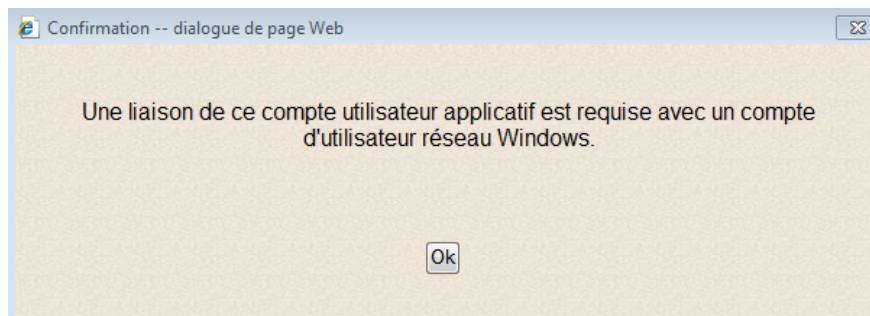 Confirmation -- dialogue de page Web
Une liaison de ce compte utilisateur applicatif est requise avec un compte
d'utilisateur réseau Windows.
Ok